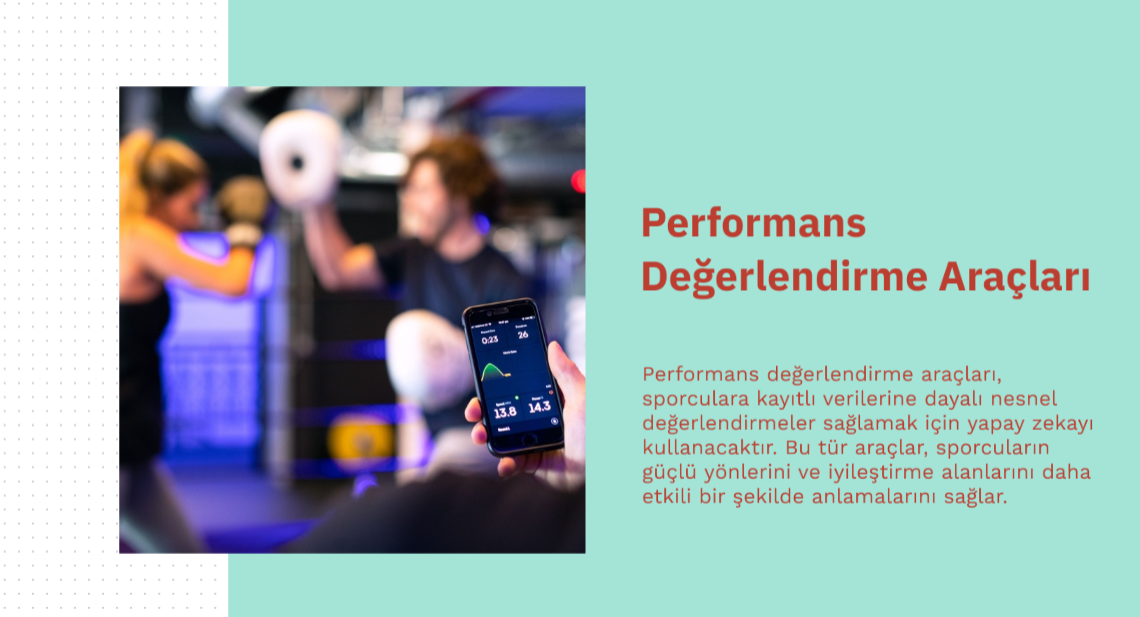 0:23
26
13.8
14.3
Performans
Değerlendirme Araçları
Performans değerlendirme araçları,
sporculara kayıtlı verilerine dayalı nesnel
değerlendirmeler sağlamak için yapay zekayı
kullanacaktır. Bu tür araçlar, sporcuların
güçlü yönlerini ve iyileştirme alanlarını daha
etkili bir şekilde anlamalarını sağlar.